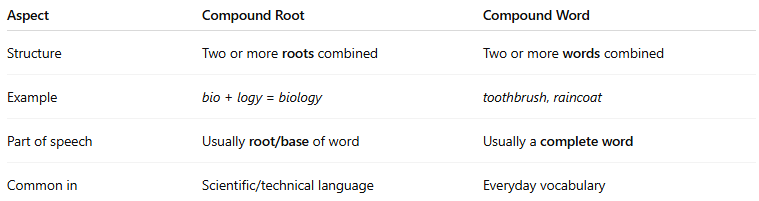 Aspect Compound Root Compound Word
Structure Two or more roots combined Two or more words combined
Example bio + logy = biology toothbrush, raincoat
Part of speech Usually root/base of word Usually a complete word
Common in Scientific/technical language Everyday vocabulary